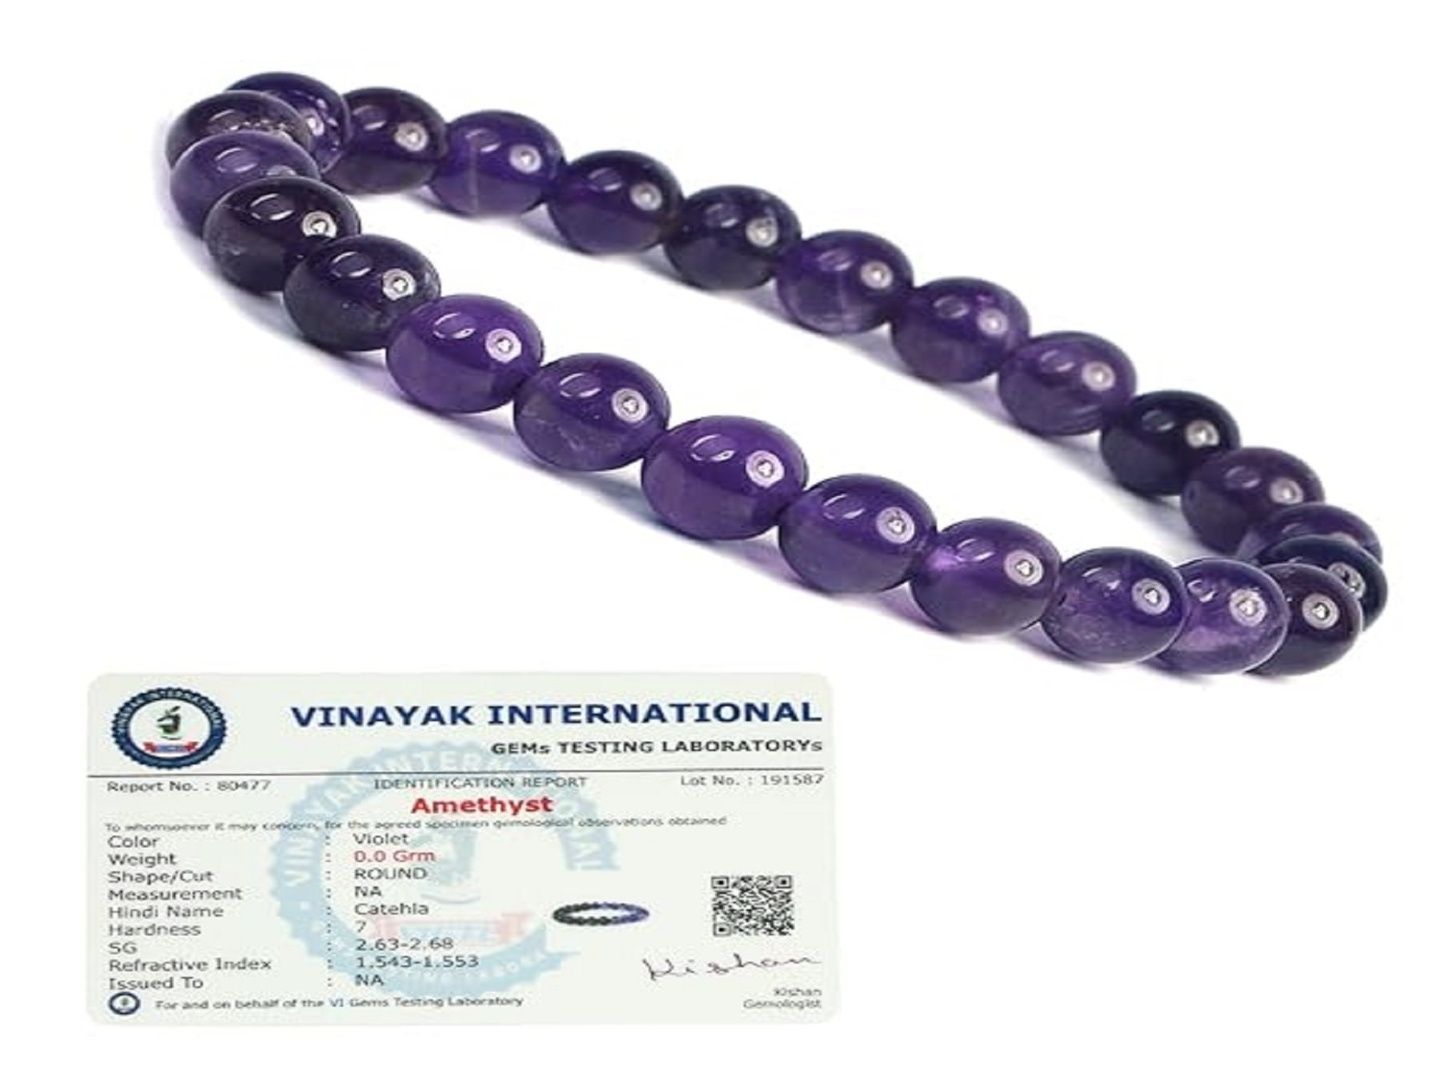 VINAYAK INTERNATIONAL
GEMs TESTING LABORATORYs
Report No. : 80477 IDENTIFICATION REPORT Lot No. : 191587
Amethyst
To whomsoever it may concern, for the agreed specimen gemological observations obtained
Color : Violet
Weight : 0.0 Grm
Shape/Cut : ROUND
Measurement : NA
Hindi Name : Catehla
Hardness : 7
SG : 2.63-2.68
Refractive Index : 1.543-1.553
Issued To : NA
Kishan
Kishan
Gemologist
For and on behalf of the VI Gems Testing Laboratory
VINAYAK INTERNATIONAL